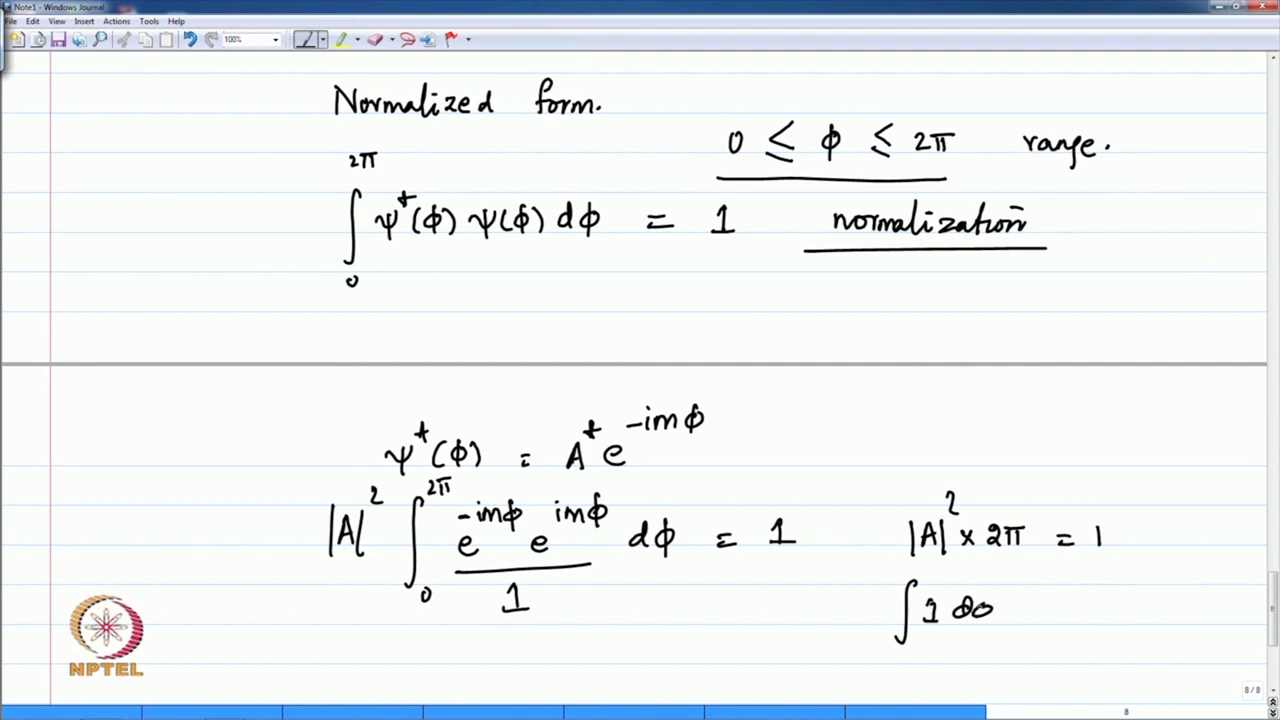 Note1 - Windows Journal
File Edit View Insert Actions Tools Help
100%
Normalized form.
0 ≤ ϕ ≤ 2π range.
∫₀^{2π} ψ*(ϕ) ψ(ϕ) dϕ = 1 normalization
ψ*(ϕ) = A* e^{-imϕ}
|A|² ∫₀^{2π} e^{-imϕ} e^{imϕ} dϕ = 1 |A|² × 2π = 1
1 ∫ 1 d
NPTEL
8/8
8